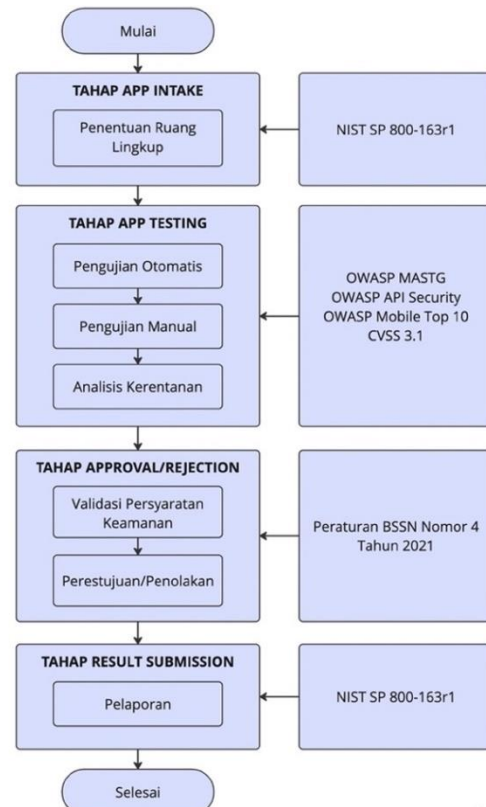 Mulai
TAHAP APP INTAKE
Penentuan Ruang
Lingkup
NIST SP 800-163r1
TAHAP APP TESTING
Pengujian Otomatis
Pengujian Manual
Analisis Kerentanan
OWASP MASTG
OWASP API Security
OWASP Mobile Top 10
CVSS 3.1
TAHAP APPROVAL/REJECTION
Validasi Persyaratan
Keamanan
Perestujuan/Penolakan
Peraturan BSSN Nomor 4
Tahun 2021
TAHAP RESULT SUBMISSION
Pelaporan
NIST SP 800-163r1
Selesai